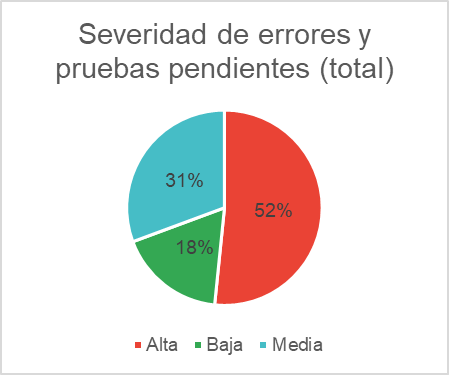 Severidad de errores y
pruebas pendientes (total)
31%
52%
18%
Alta Baja Media